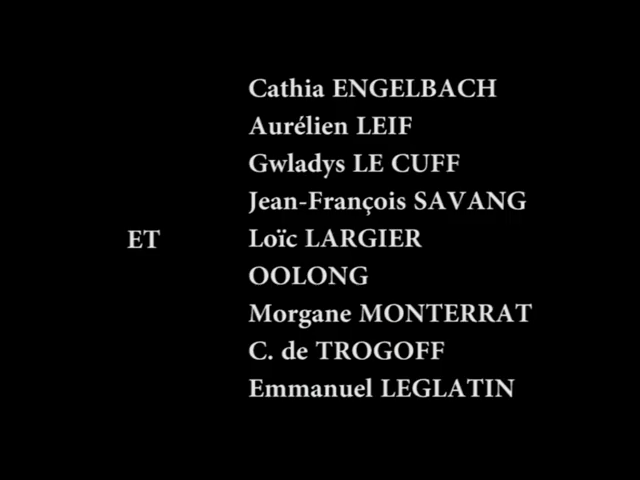 Cathia ENGELBACH
Aurélien LEIF
Gwladys LE CUFF
Jean-François SAVANG
ET Loïc LARGIER
OOLONG
Morgane MONTERRAT
C. de TROGOFF
Emmanuel LEGLATIN